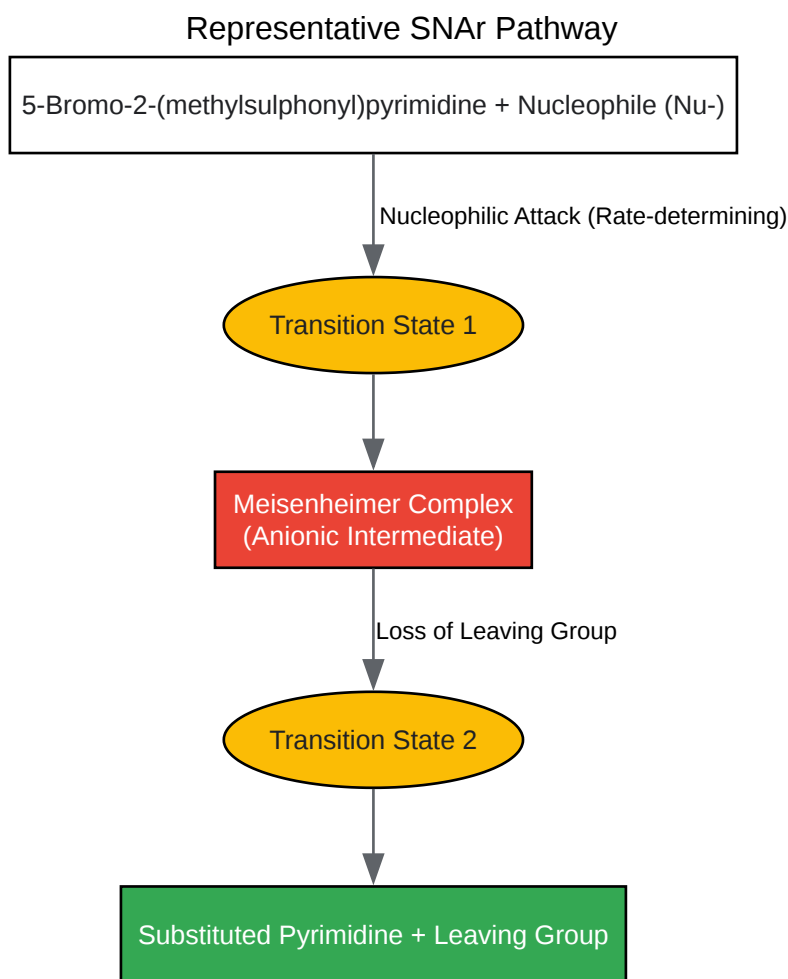 Representative SNAr Pathway
5-Bromo-2-(methylsulphonyl)pyrimidine + Nucleophile (Nu-)
Nucleophilic Attack (Rate-determining)
Transition State 1
Meisenheimer Complex
(Anionic Intermediate)
Loss of Leaving Group
Transition State 2
Substituted Pyrimidine + Leaving Group